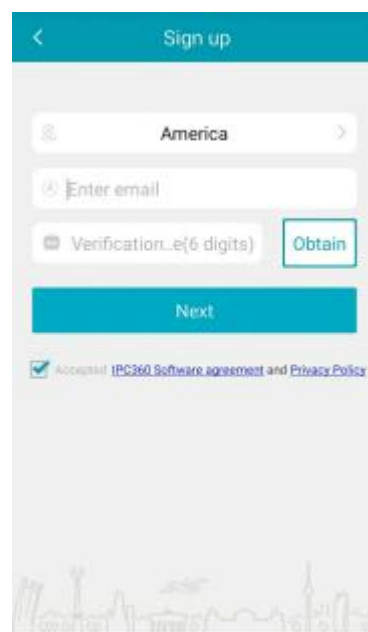 Sign up
America
Enter email
Verification..e(6 digits)
Obtain
Next
Accepted IPC360 Software agreement and Privacy Policy